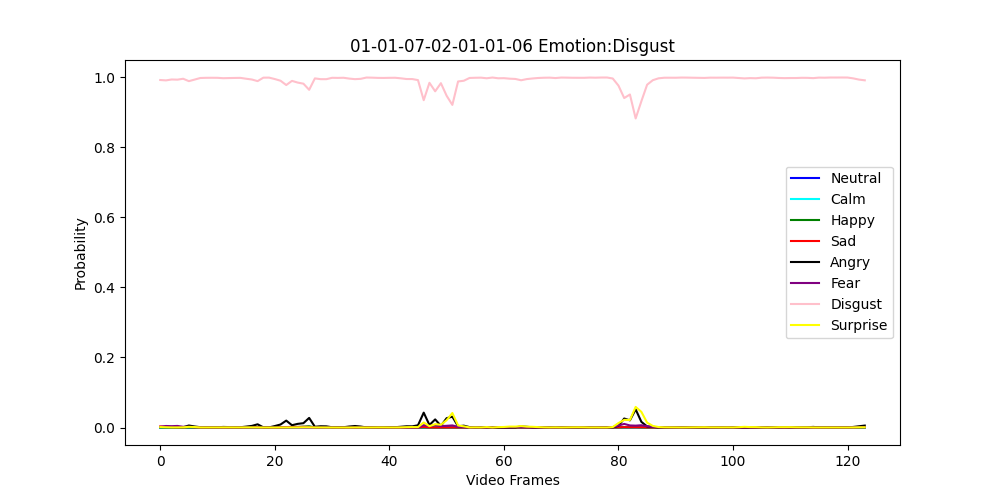 01-01-07-02-01-01-06 Emotion:Disgust
1.0
0.8
0.6
0.4
0.2
0.0
Probability
0 20 40 60 80 100 120
Video Frames
Neutral
Calm
Happy
Sad
Angry
Fear
Disgust
Surprise